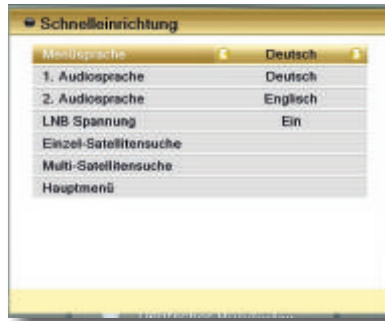 Schnelleinrichtung
Menüsprache Deutsch
1. Audiosprache Deutsch
2. Audiosprache Englisch
LNB Spannung Ein
Einzel-Satellitensuche
Multi-Satellitensuche
Hauptmenü